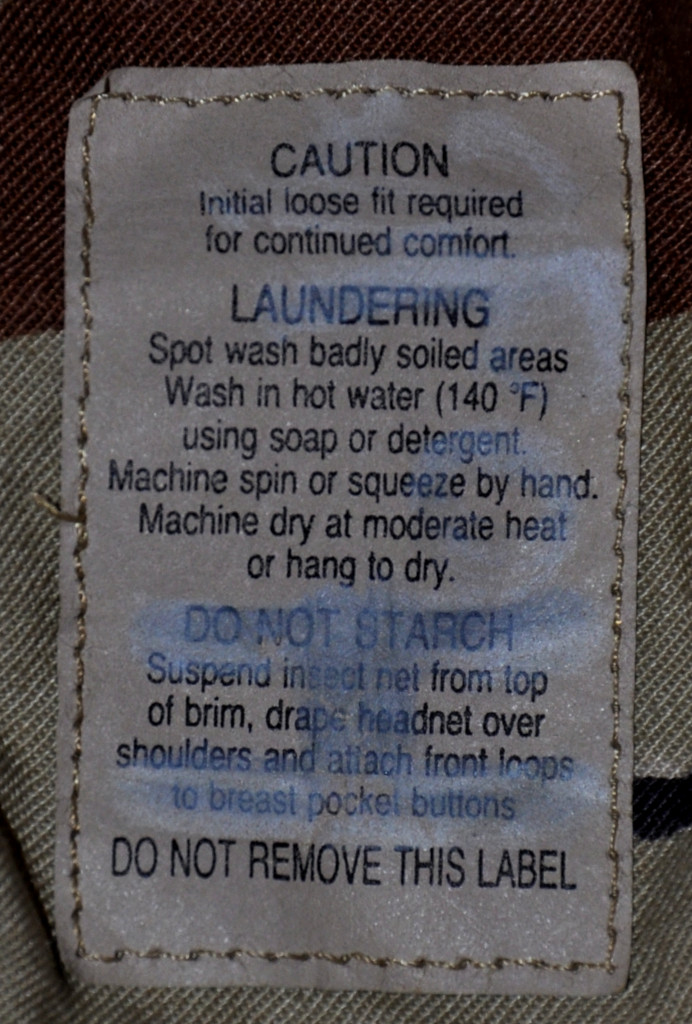 CAUTION
Initial loose fit required
for continued comfort.
LAUNDERING
Spot wash badly soiled areas
Wash in hot water (140 °F)
using soap or detergent.
Machine spin or squeeze by hand.
Machine dry at moderate heat
or hang to dry.
DO NOT STARCH
Suspend insect net from top
of brim, drape headnet over
shoulders and attach front loops
to breast pocket buttons
DO NOT REMOVE THIS LABEL